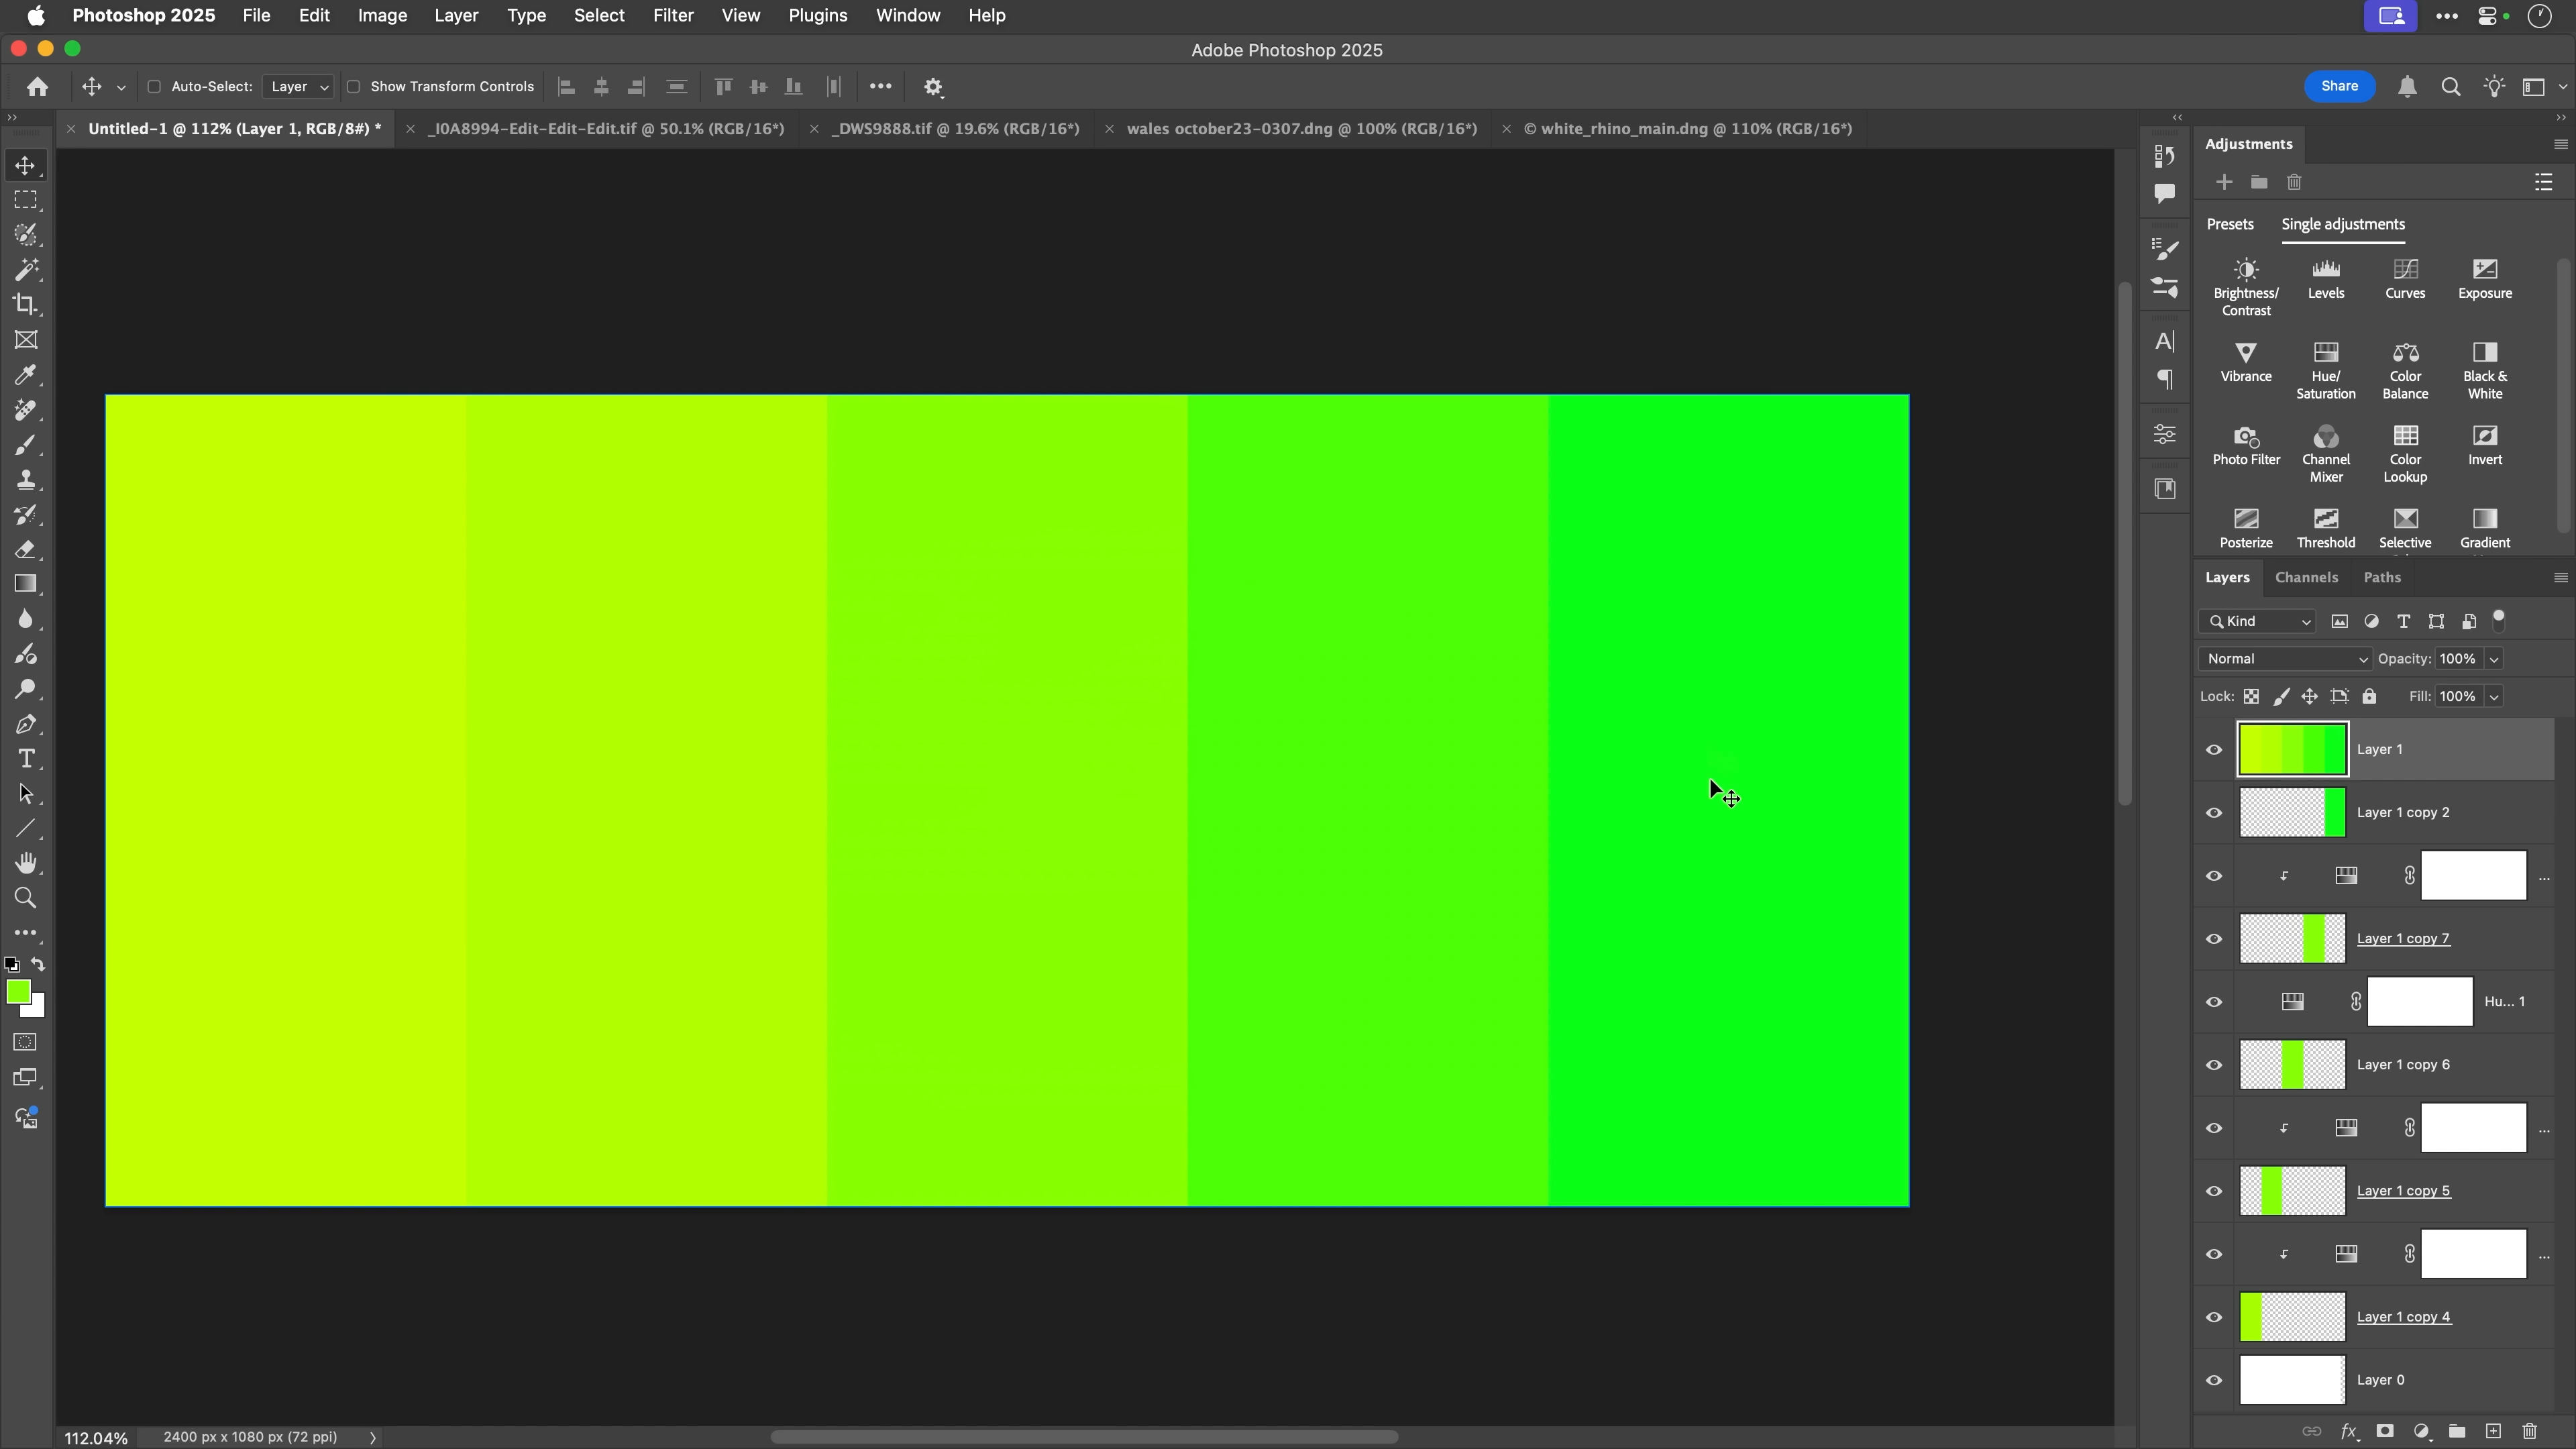 Photoshop 2025 File Edit Image Layer Type Select Filter View Plugins Window Help
Adobe Photoshop 2025
Auto-Select: Layer Show Transform Controls Share
Untitled-1 @ 112% (Layer 1, RGB/8#) * _I0A8994-Edit-Edit-Edit.tif @ 50.1% (RGB/16*) _DWS9888.tif @ 19.6% (RGB/16*) wales october23-0307.dng @ 100% (RGB/16*) © white_rhino_main.dng @ 110% (RGB/16*)
Adjustments
Presets Single adjustments
Brightness/ Levels Curves Exposure
Contrast
Vibrance Hue/ Color Black &
Saturation Balance White
Photo Filter Channel Color Invert
Mixer Lookup
Posterize Threshold Selective Gradient
Layers Channels Paths
Kind
Normal Opacity: 100%
Lock: Fill: 100%
Layer 1
Layer 1 copy 2
...
Layer 1 copy 7
Hu... 1
Layer 1 copy 6
...
Layer 1 copy 5
...
Layer 1 copy 4
Layer 0
fx
112.04% 2400 px x 1080 px (72 ppi)